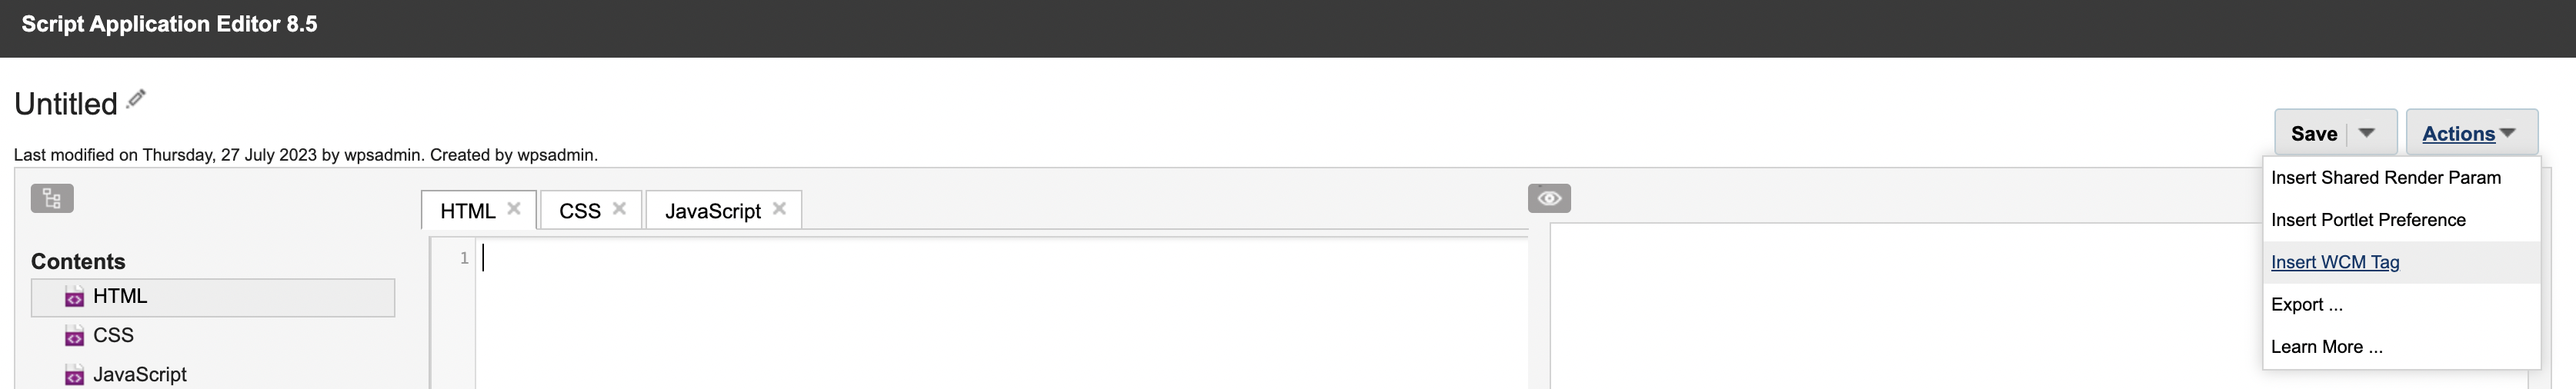 Script Application Editor 8.5
Untitled
Save
Actions
Last modified on Thursday, 27 July 2023 by wpsadmin. Created by wpsadmin.
Insert Shared Render Param
Insert Portlet Preference
Insert WCM Tag
Export ...
Learn More ...
HTML
CSS
JavaScript
1
Contents
HTML
CSS
JavaScript